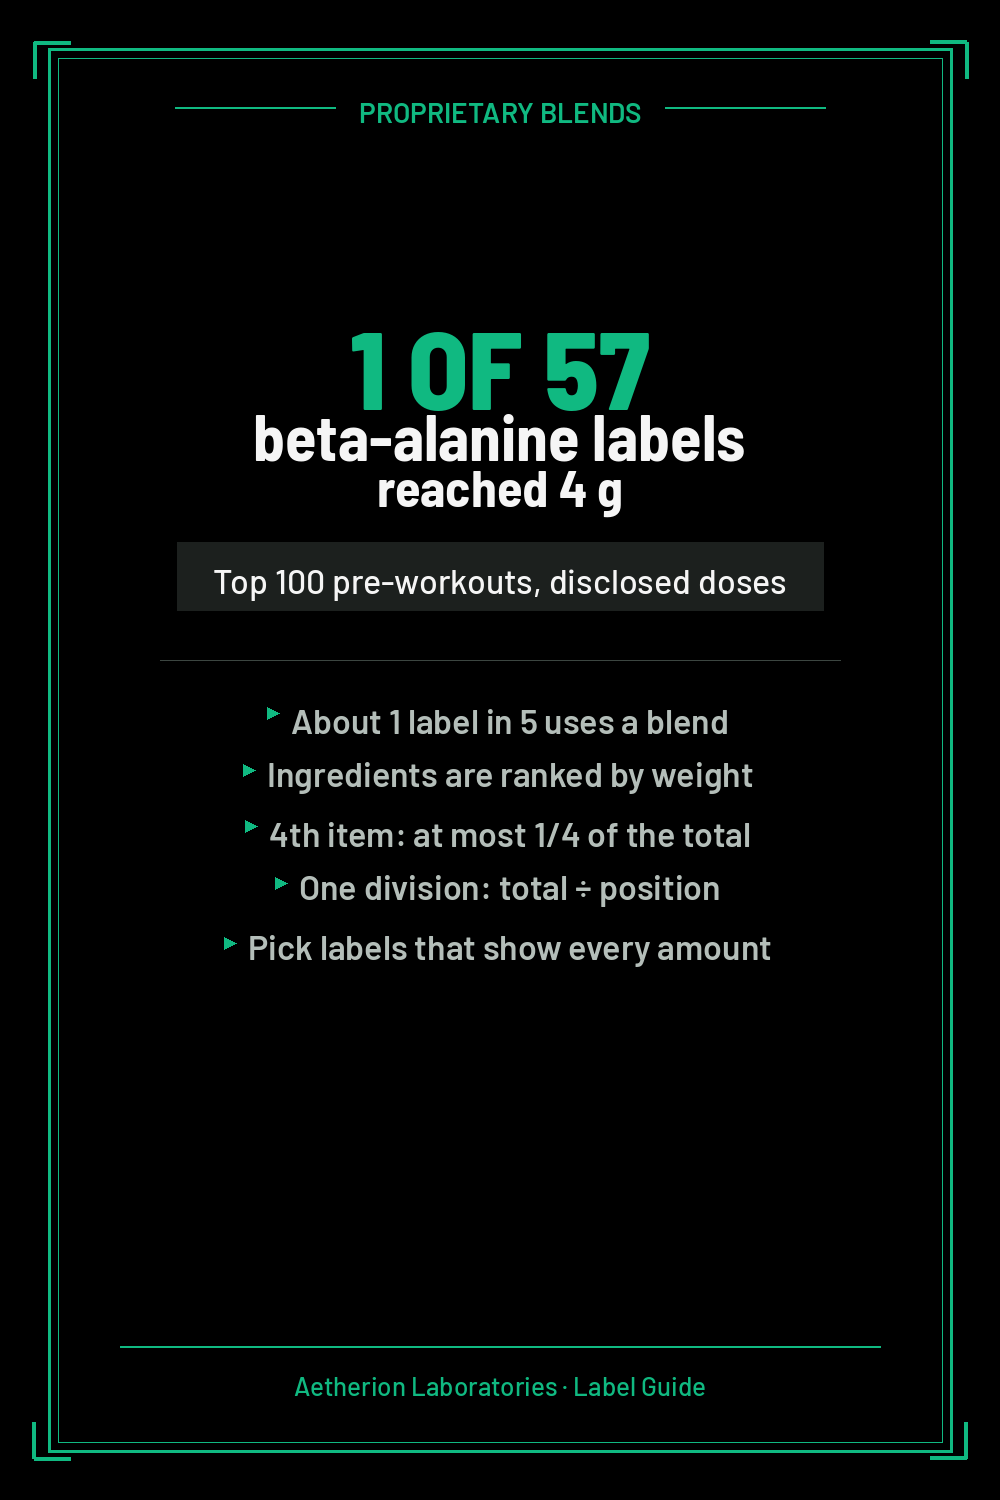 PROPRIETARY BLENDS
1 OF 57
beta-alanine labels
reached 4 g
Top 100 pre-workouts, disclosed doses
About 1 label in 5 uses a blend
Ingredients are ranked by weight
4th item: at most 1/4 of the total
One division: total ÷ position
Pick labels that show every amount
Aetherion Laboratories · Label Guide